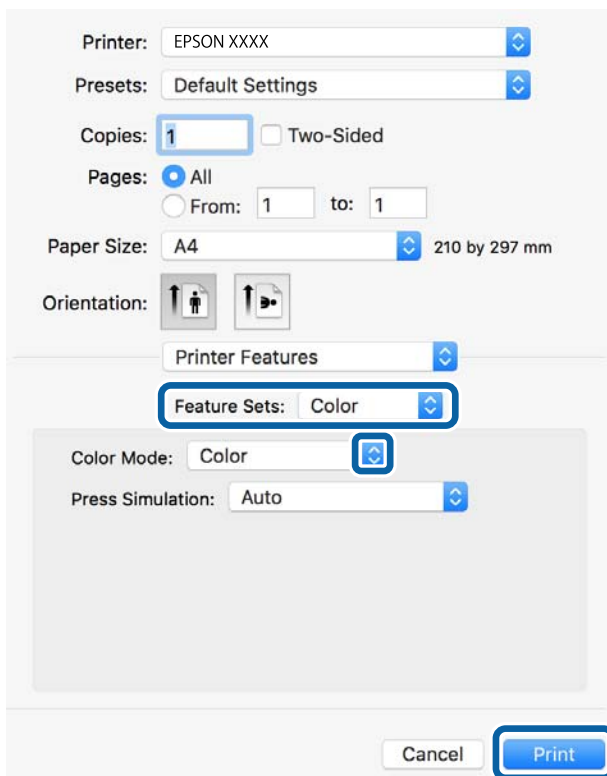 Printer: EPSON XXXX
Presets: Default Settings
Copies: 1 Two-Sided
Pages: All
From: 1 to: 1
Paper Size: A4 210 by 297 mm
Orientation:
Printer Features
Feature Sets: Color
Color Mode: Color
Press Simulation: Auto
Cancel Print